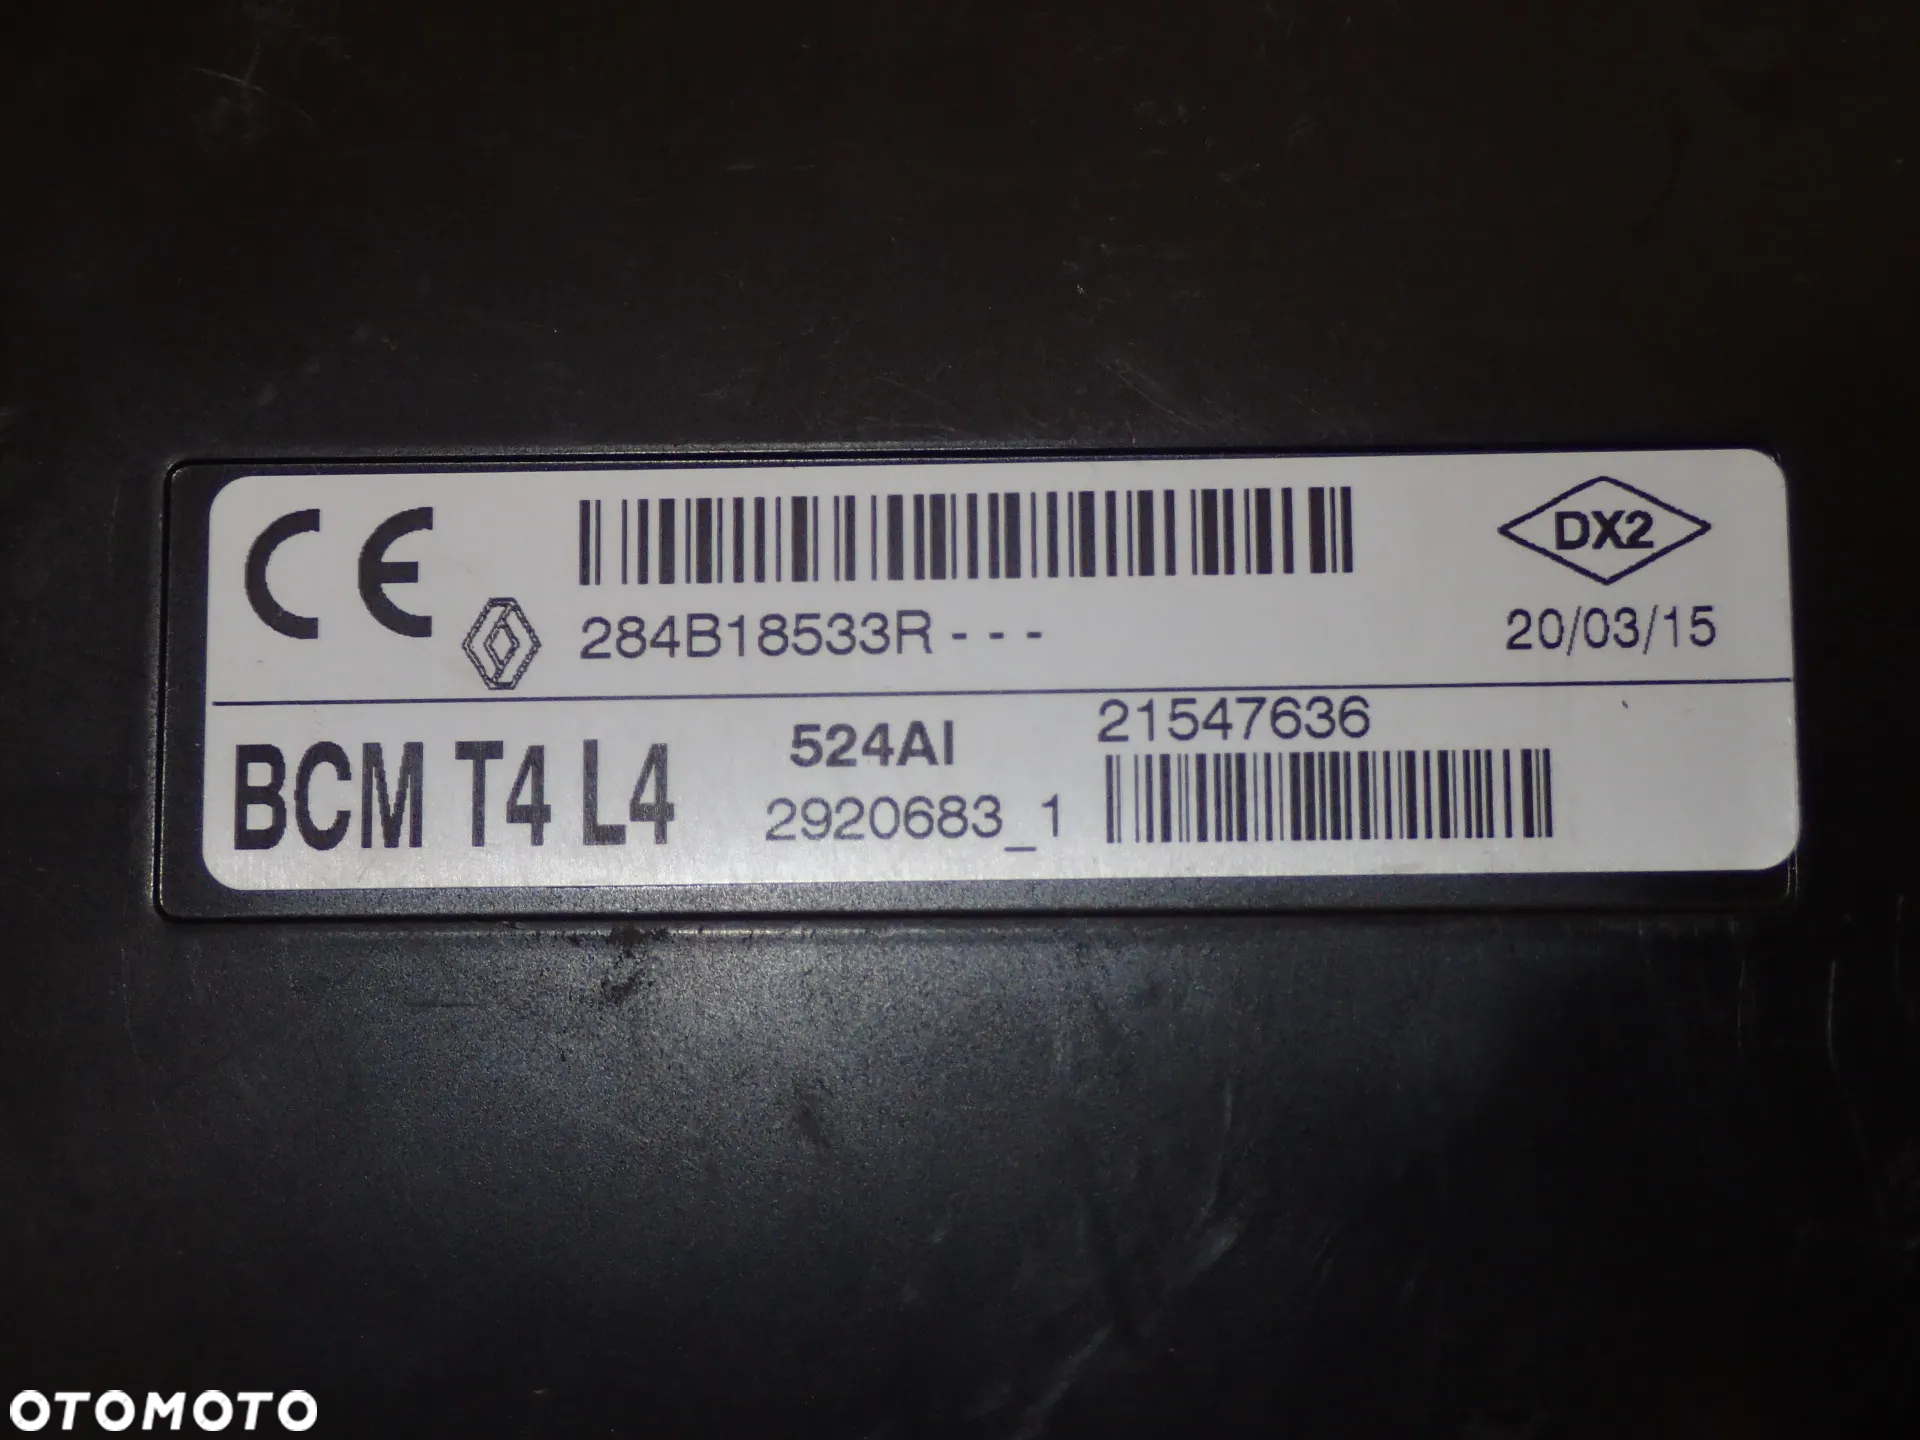 CE
284B18533R - - -
DX2
20/03/15
BCM T4 L4
524AI
2920683_1
21547636
OTOMOTO